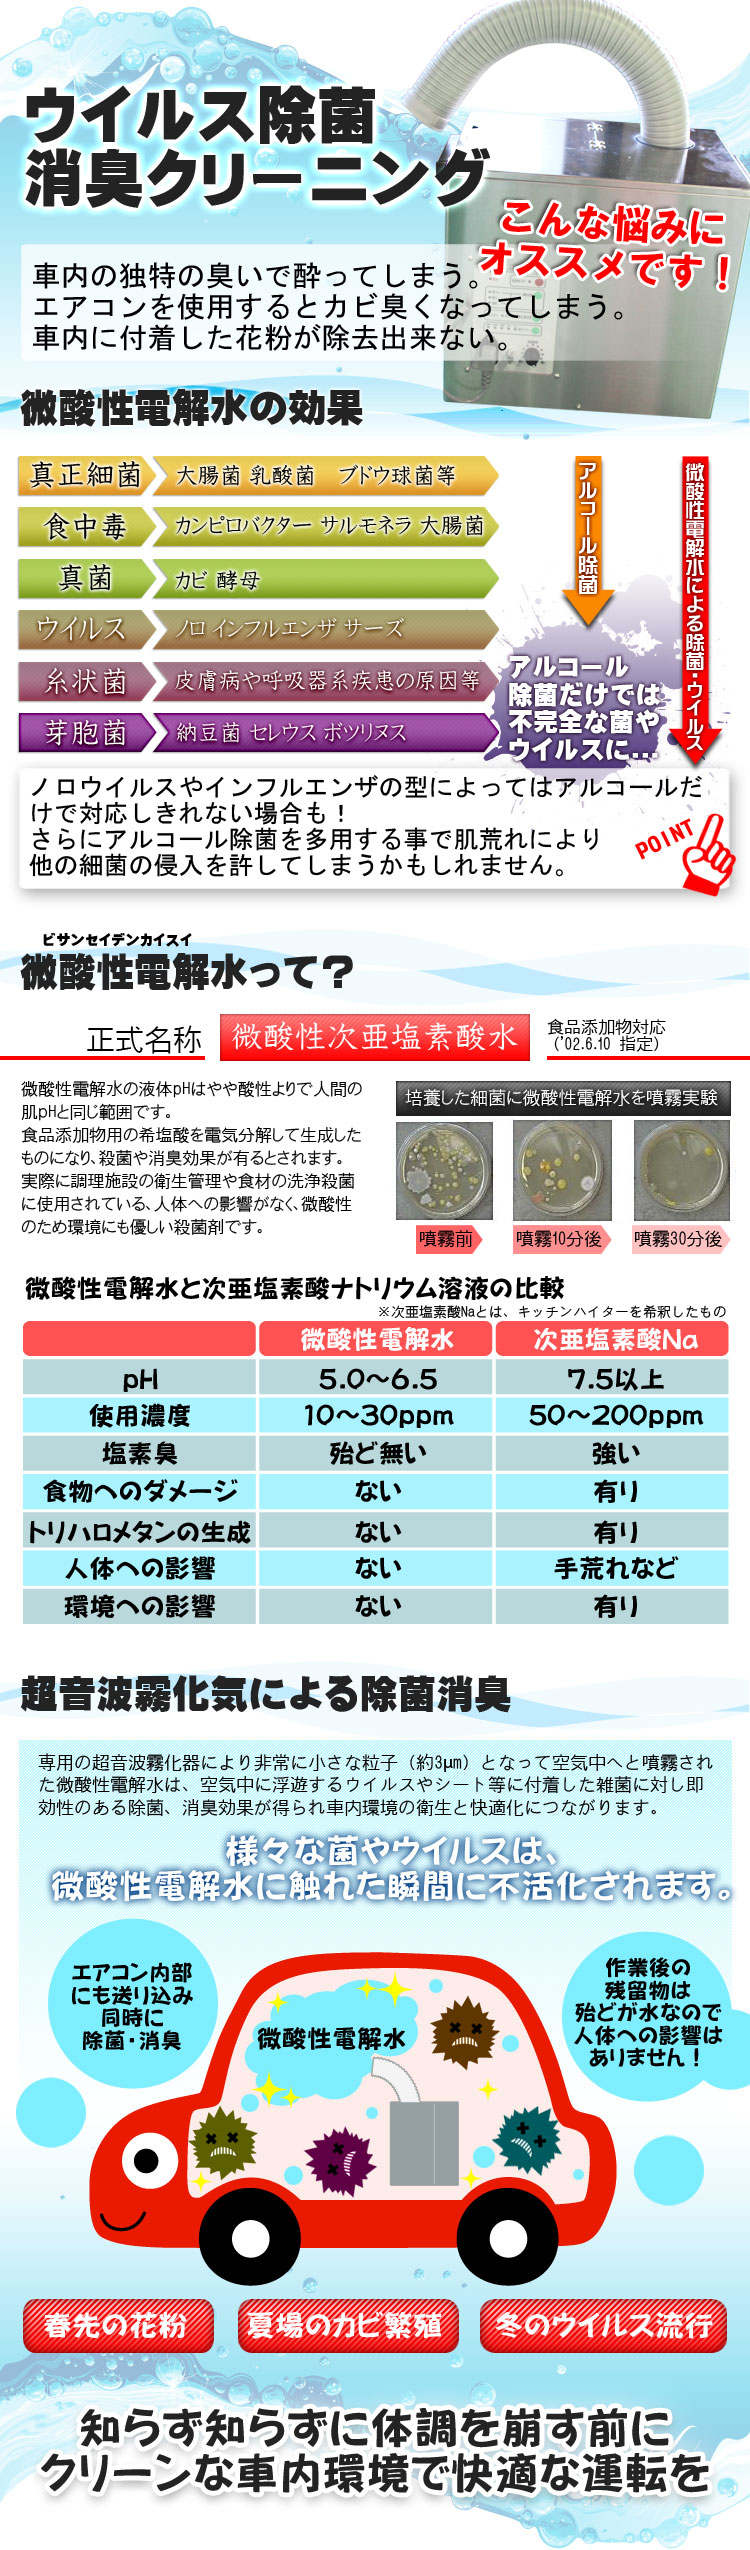 ウイルス除菌
消臭クリーニング
こんな悩みに
オススメです！
車内の独特の臭いで酔ってしまう。
エアコンを使用するとカビ臭くなってしまう。
車内に付着した花粉が除去出来ない。
微酸性電解水の効果
真正細菌 大腸菌 乳酸菌　ブドウ球菌等
食中毒 カンピロバクター サルモネラ 大腸菌
真菌 カビ 酵母
ウイルス ノロ インフルエンザ サーズ
糸状菌 皮膚病や呼吸器系疾患の原因等
芽胞菌 納豆菌 セレウス ボツリヌス
アルコール除菌
微酸性電解水による除菌・ウイルス
アルコール
除菌だけでは
不完全な菌や
ウイルスに…
ノロウイルスやインフルエンザの型によってはアルコールだ
けで対応しきれない場合も！
さらにアルコール除菌を多用する事で肌荒れにより
他の細菌の侵入を許してしまうかもしれません。
POINT
ビサンセイデンカイスイ
微酸性電解水って？
正式名称 微酸性次亜塩素酸水
食品添加物対応
（'02.6.10 指定）
微酸性電解水の液体pHはやや酸性よりで人間の
肌pHと同じ範囲です。
食品添加物用の希塩酸を電気分解して生成した
ものになり、殺菌や消臭効果が有るとされます。
実際に調理施設の衛生管理や食材の洗浄殺菌
に使用されている、人体への影響がなく、微酸性
のため環境にも優しい殺菌剤です。
培養した細菌に微酸性電解水を噴霧実験
噴霧前 噴霧10分後 噴霧30分後
微酸性電解水と次亜塩素酸ナトリウム溶液の比較
※次亜塩素酸Naとは、キッチンハイターを希釈したもの
微酸性電解水 次亜塩素酸Na
pH 5.0〜6.5 7.5以上
使用濃度 10〜30ppm 50〜200ppm
塩素臭 殆ど無い 強い
食物へのダメージ ない 有り
トリハロメタンの生成 ない 有り
人体への影響 ない 手荒れなど
環境への影響 ない 有り
超音波霧化気による除菌消臭
専用の超音波霧化器により非常に小さな粒子（約3μm）となって空気中へと噴霧され
た微酸性電解水は、空気中に浮遊するウイルスやシート等に付着した雑菌に対し即
効性のある除菌、消臭効果が得られ車内環境の衛生と快適化につながります。
様々な菌やウイルスは、
微酸性電解水に触れた瞬間に不活化されます。
エアコン内部
にも送り込み
同時に
除菌・消臭
作業後の
残留物は
殆どが水なので
人体への影響は
ありません！
微酸性電解水
春先の花粉 夏場のカビ繁殖 冬のウイルス流行
知らず知らずに体調を崩す前に
クリーンな車内環境で快適な運転を